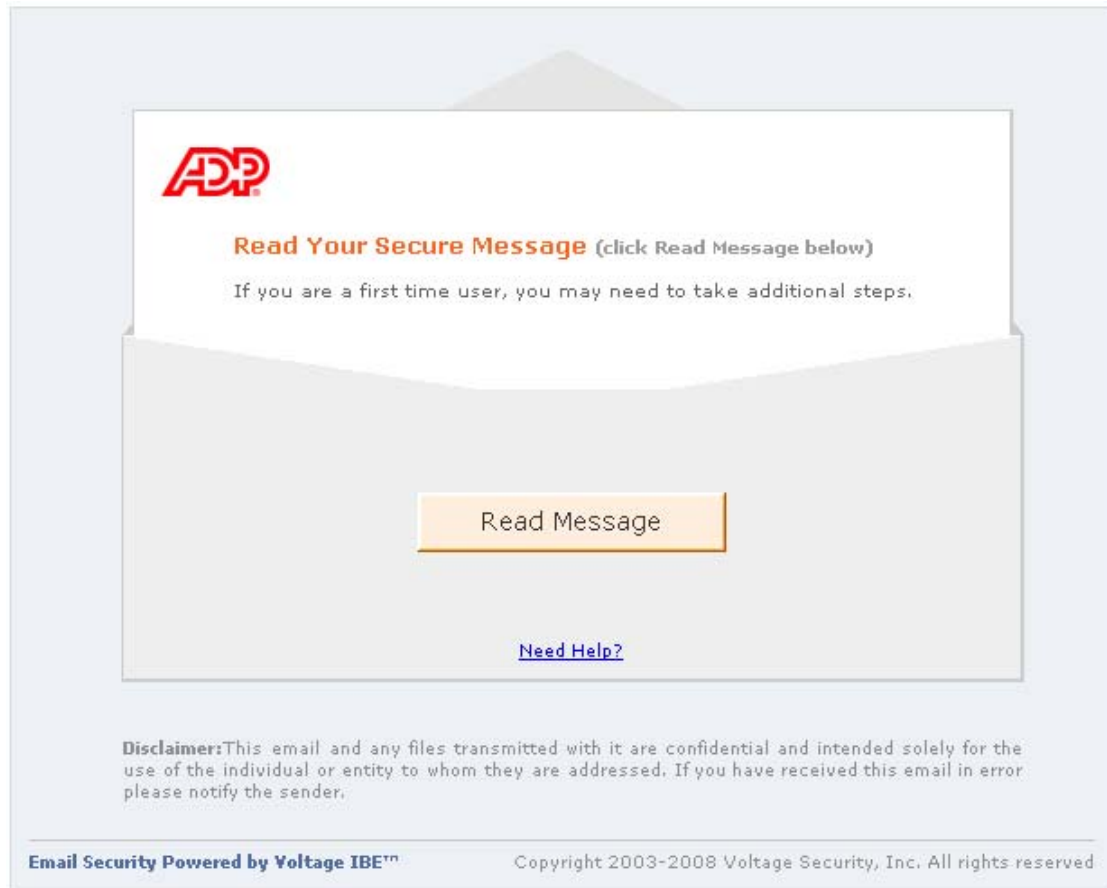 ADP
Read Your Secure Message (click Read Message below)
If you are a first time user, you may need to take additional steps.
Read Message
Need Help?
Disclaimer:This email and any files transmitted with it are confidential and intended solely for the
use of the individual or entity to whom they are addressed. If you have received this email in error
please notify the sender.
Email Security Powered by Voltage IBE™ Copyright 2003-2008 Voltage Security, Inc. All rights reserved